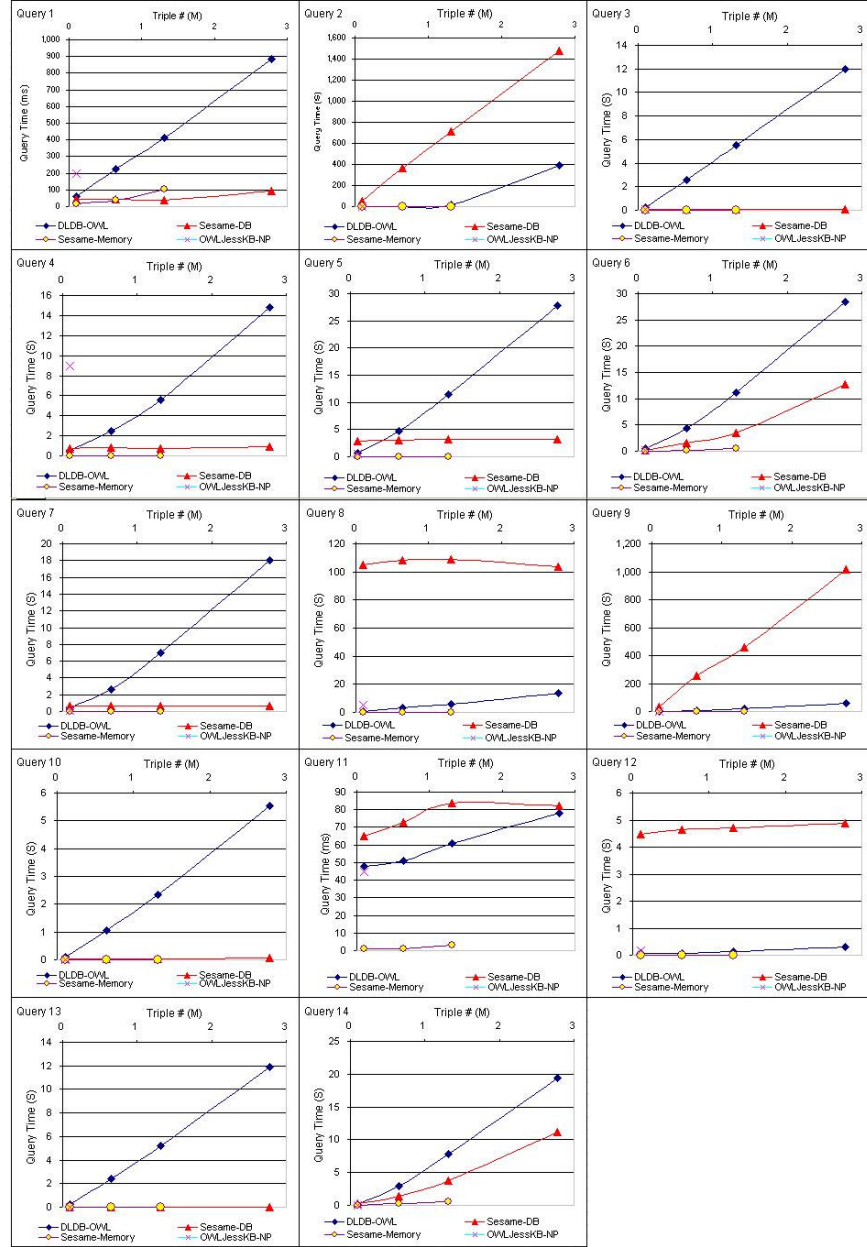 Query 1
Triple # (M)
0 1 2 3
Query Time (ms)
1,000
900
800
700
600
500
400
300
200
100
0
DLDB-OWL
Sesame-DB
Sesame-Memory
OWLJessKB-NP
Query 2
Triple # (M)
0 1 2 3
Query Time (S)
1,600
1,400
1,200
1,000
800
600
400
200
0
DLDB-OWL
Sesame-DB
Sesame-Memory
OWLJessKB-NP
Query 3
Triple # (M)
0 1 2 3
Query Time (S)
14
12
10
8
6
4
2
0
DLDB-OWL
Sesame-DB
Sesame-Memory
OWLJessKB-NP
Query 4
Triple # (M)
0 1 2 3
Query Time (S)
16
14
12
10
8
6
4
2
0
DLDB-OWL
Sesame-DB
Sesame-Memory
OWLJessKB-NP
Query 5
Triple # (M)
0 1 2 3
Query Time (S)
30
25
20
15
10
5
0
DLDB-OWL
Sesame-DB
Sesame-Memory
OWLJessKB-NP
Query 6
Triple # (M)
0 1 2 3
Query Time (S)
30
25
20
15
10
5
0
DLDB-OWL
Sesame-DB
Sesame-Memory
OWLJessKB-NP
Query 7
Triple # (M)
0 1 2 3
Query Time (S)
20
18
16
14
12
10
8
6
4
2
0
DLDB-OWL
Sesame-DB
Sesame-Memory
OWLJessKB-NP
Query 8
Triple # (M)
0 1 2 3
Query Time (S)
120
100
80
60
40
20
0
DLDB-OWL
Sesame-DB
Sesame-Memory
OWLJessKB-NP
Query 9
Triple # (M)
0 1 2 3
Query Time (S)
1,200
1,000
800
600
400
200
0
DLDB-OWL
Sesame-DB
Sesame-Memory
OWLJessKB-NP
Query 10
Triple # (M)
0 1 2 3
Query Time (S)
6
5
4
3
2
1
0
DLDB-OWL
Sesame-DB
Sesame-Memory
OWLJessKB-NP
Query 11
Triple # (M)
0 1 2 3
Query Time (ms)
90
80
70
60
50
40
30
20
10
0
DLDB-OWL
Sesame-DB
Sesame-Memory
OWLJessKB-NP
Query 12
Triple # (M)
0 1 2 3
Query Time (S)
6
5
4
3
2
1
0
DLDB-OWL
Sesame-DB
Sesame-Memory
OWLJessKB-NP
Query 13
Triple # (M)
0 1 2 3
Query Time (S)
14
12
10
8
6
4
2
0
DLDB-OWL
Sesame-DB
Sesame-Memory
OWLJessKB-NP
Query 14
Triple # (M)
0 1 2 3
Query Time (S)
25
20
15
10
5
0
DLDB-OWL
Sesame-DB
Sesame-Memory
OWLJessKB-NP